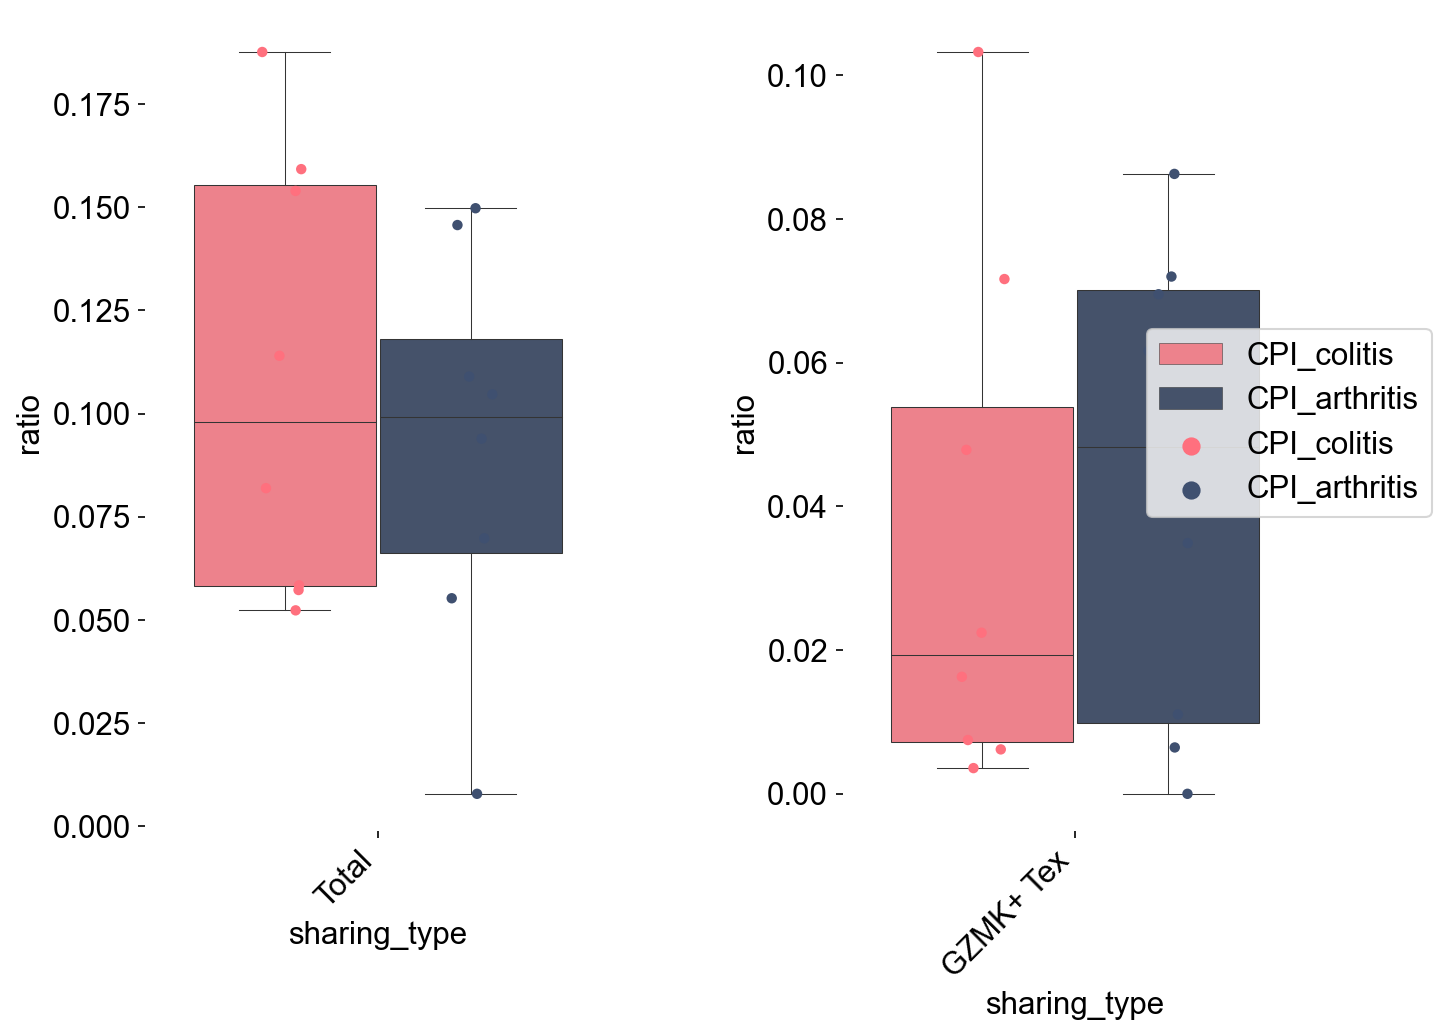 0.175
0.150
0.125
0.100
0.075
0.050
0.025
0.000
ratio
Total
sharing_type
0.10
0.08
0.06
0.04
0.02
0.00
ratio
GZMK+ Tex
sharing_type
CPI_colitis
CPI_arthritis
CPI_colitis
CPI_arthritis